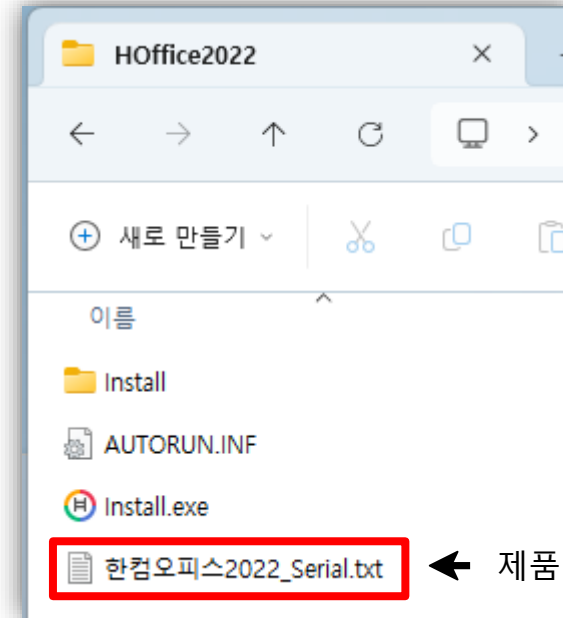 HOffice2022
새로 만들기
이름
Install
AUTORUN.INF
Install.exe
한컴오피스2022_Serial.txt
제품